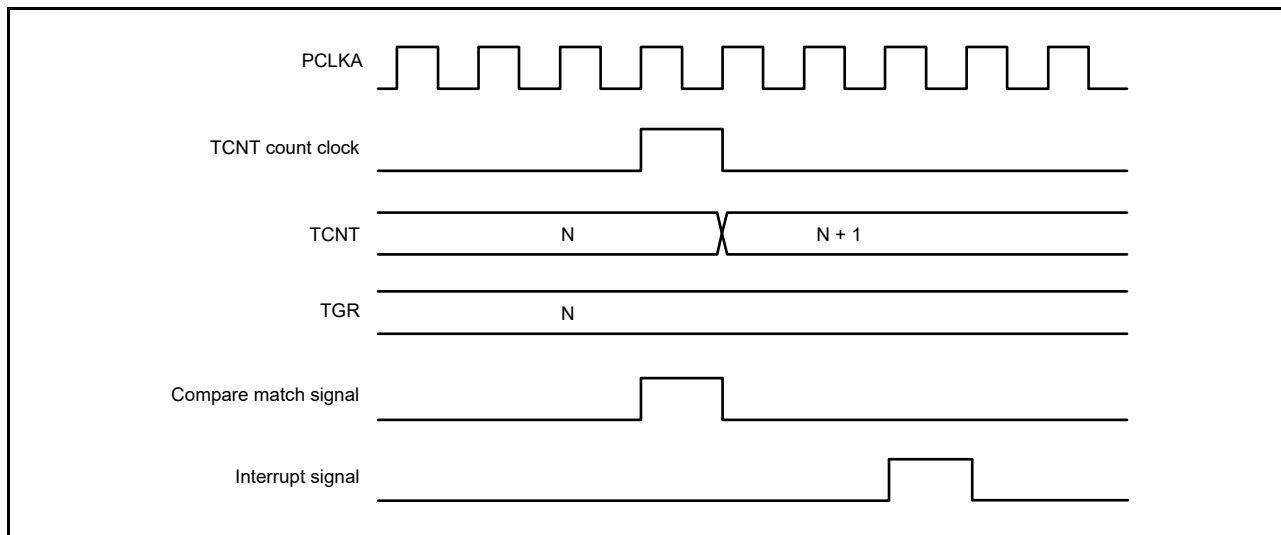 PCLKA
TCNT count clock
TCNT
N
N + 1
TGR
N
Compare match signal
Interrupt signal